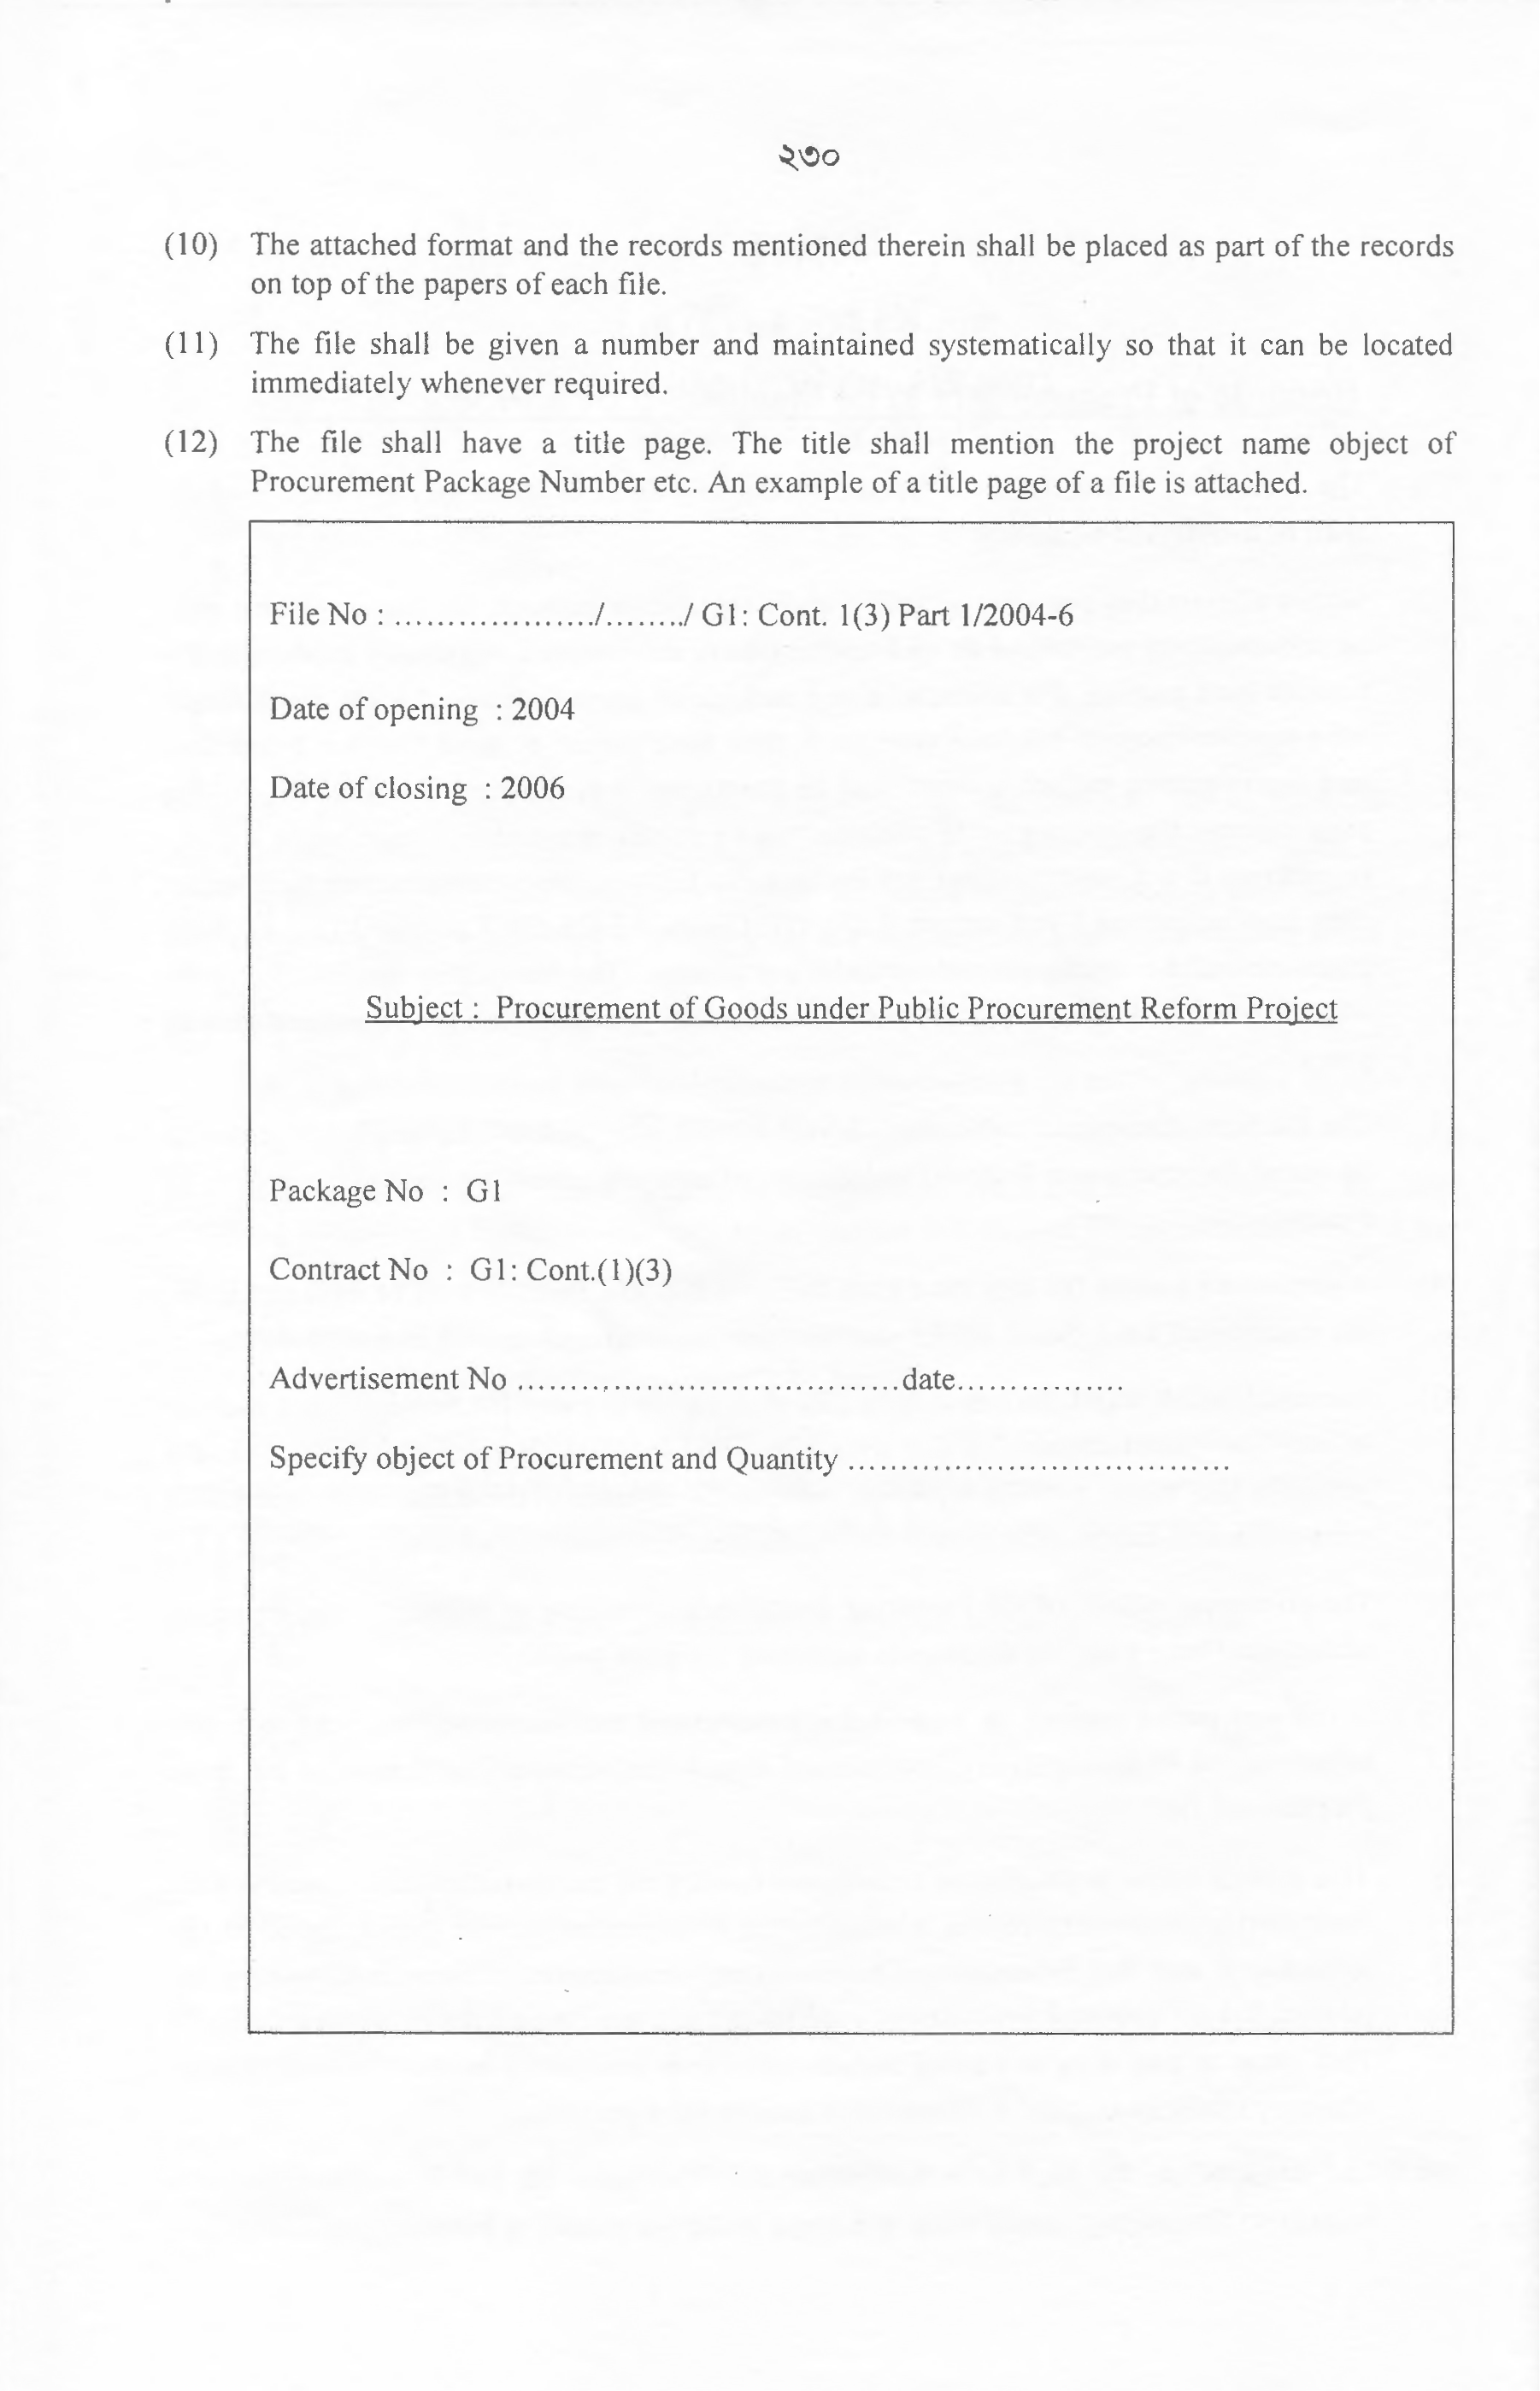 ২৩০
(10) The attached format and the records mentioned therein shall be placed as part of the records
on top of the papers of each file.
(11) The file shall be given a number and maintained systematically so that it can be located
immediately whenever required.
(12) The file shall have a title page. The title shall mention the project name object of
Procurement Package Number etc. An example of a title page of a file is attached.
File No : .................../......../ G1: Cont. 1(3) Part 1/2004-6
Date of opening : 2004
Date of closing : 2006
Subject : Procurement of Goods under Public Procurement Reform Project
Package No : G1
Contract No : G1: Cont.(1)(3)
Advertisement No .....................................date................
Specify object of Procurement and Quantity .....................................